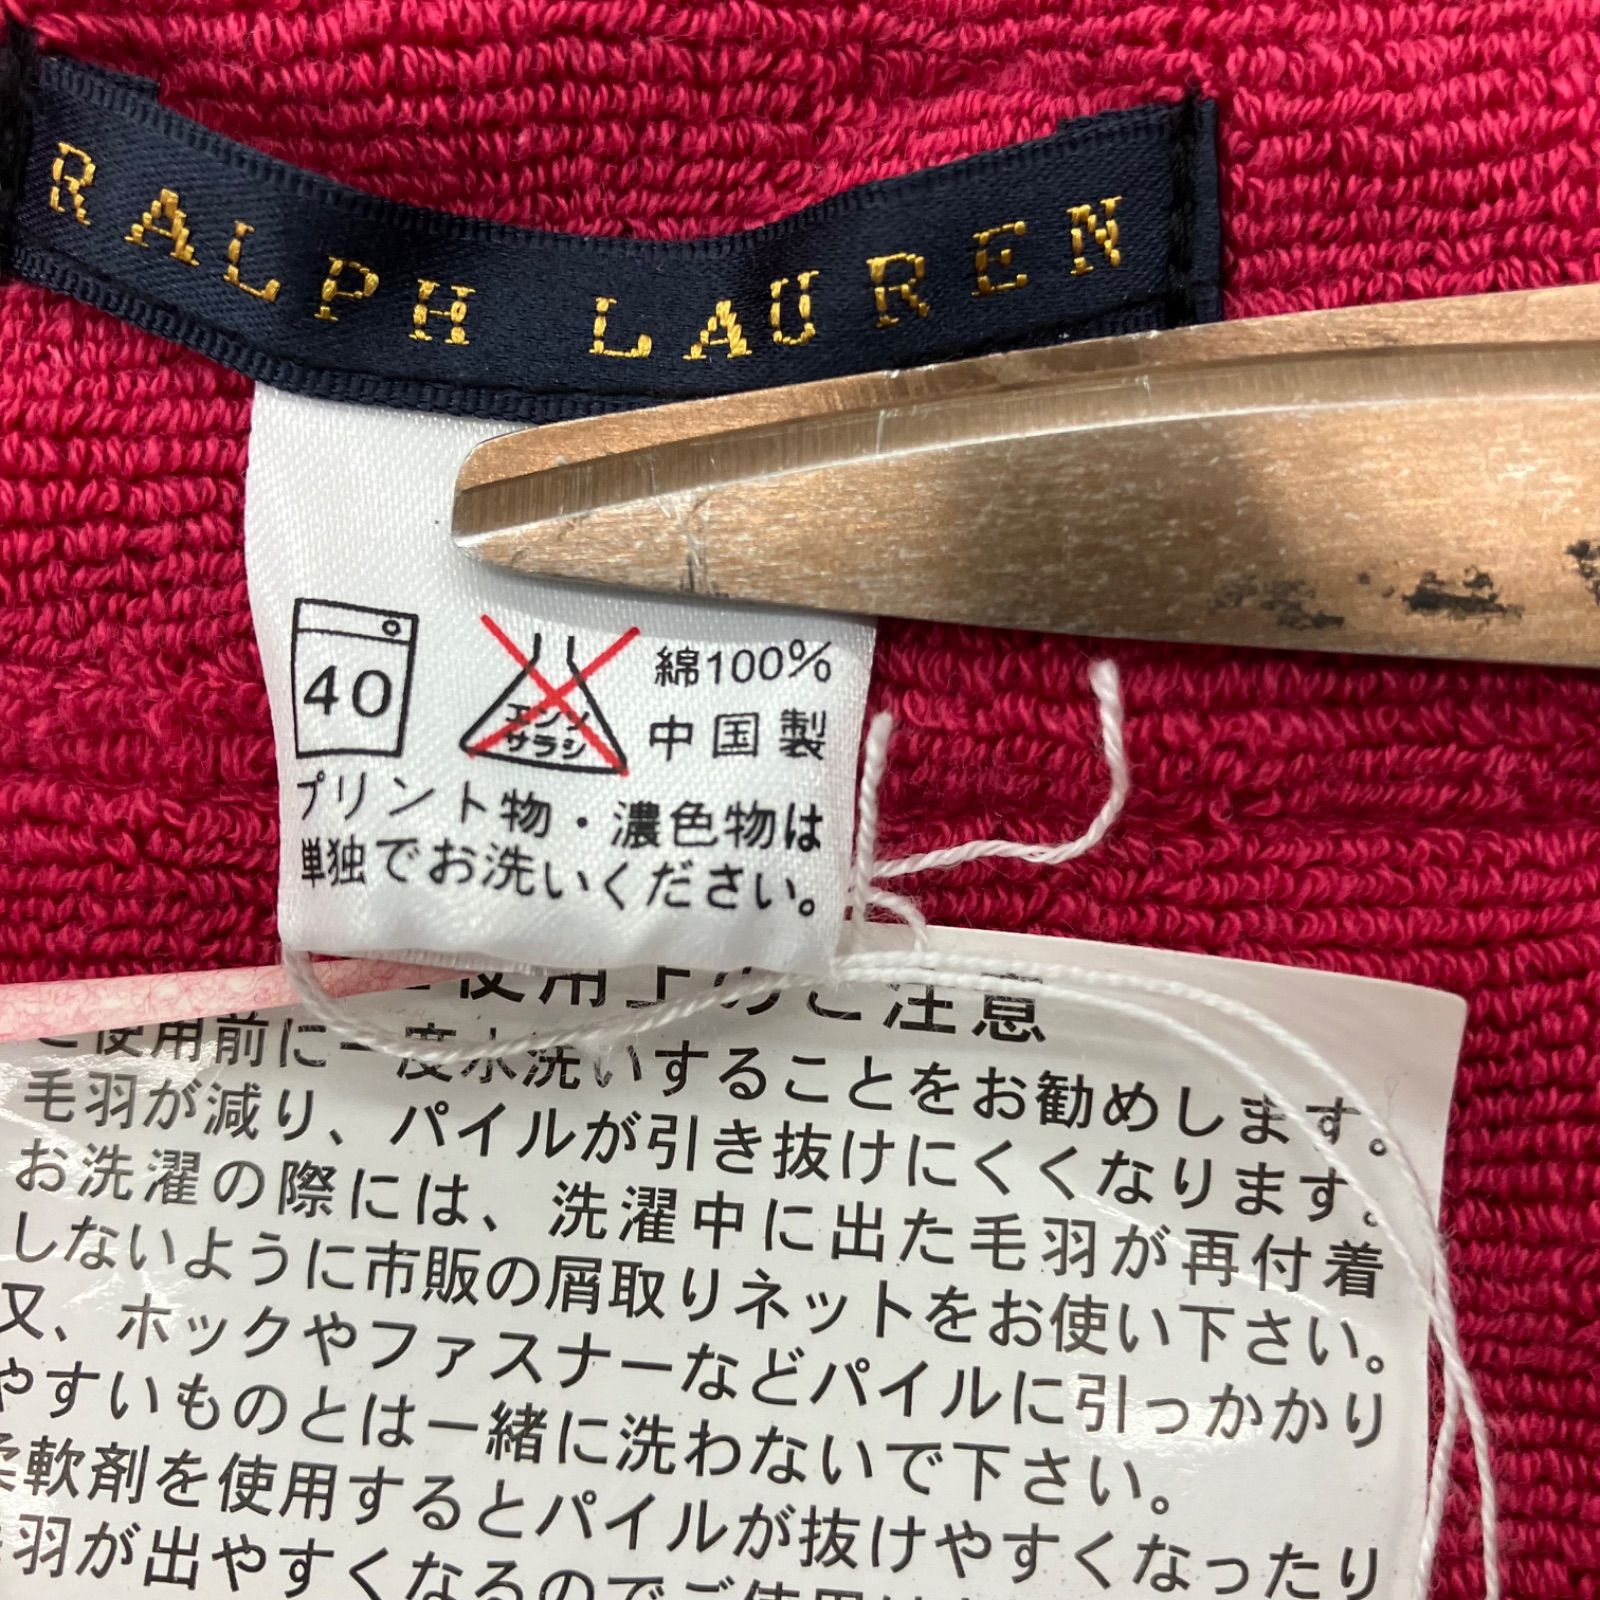 RALPH LAUREN
40
エンソ
サラシ
綿100%
中国製
プリント物・濃色物は
単独でお洗いください。
使用上のご注意
ご使用前に一度水洗いすることをお勧めします。
毛羽が減り、パイルが引き抜けにくくなります。
お洗濯の際には、洗濯中に出た毛羽が再付着
しないように市販の屑取りネットをお使い下さい。
又、ホックやファスナーなどパイルに引っかかり
やすいものとは一緒に洗わないで下さい。
柔軟剤を使用するとパイルが抜けやすくなったり
毛羽が出やすくなるのでご使用